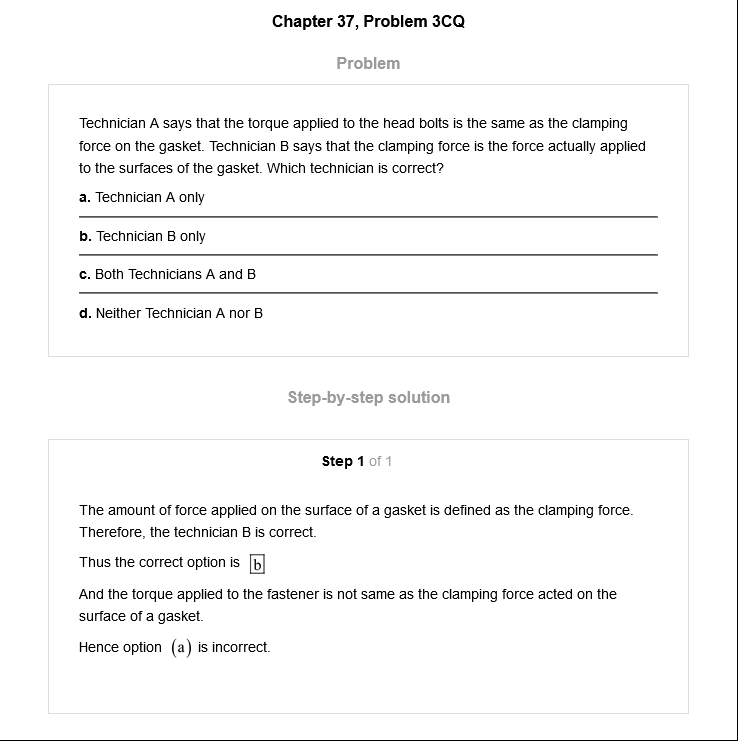 Chapter 37, Problem 3CQ
Problem
Technician A says that the torque applied to the head bolts is the same as the clamping
force on the gasket. Technician B says that the clamping force is the force actually applied
to the surfaces of the gasket. Which technician is correct?
a. Technician A only
b. Technician B only
c. Both Technicians A and B
d. Neither Technician A nor B
Step-by-step solution
Step 1 of 1
The amount of force applied on the surface of a gasket is defined as the clamping force.
Therefore, the technician B is correct.
Thus the correct option is b
And the torque applied to the fastener is not same as the clamping force acted on the
surface of a gasket.
Hence option (a) is incorrect.